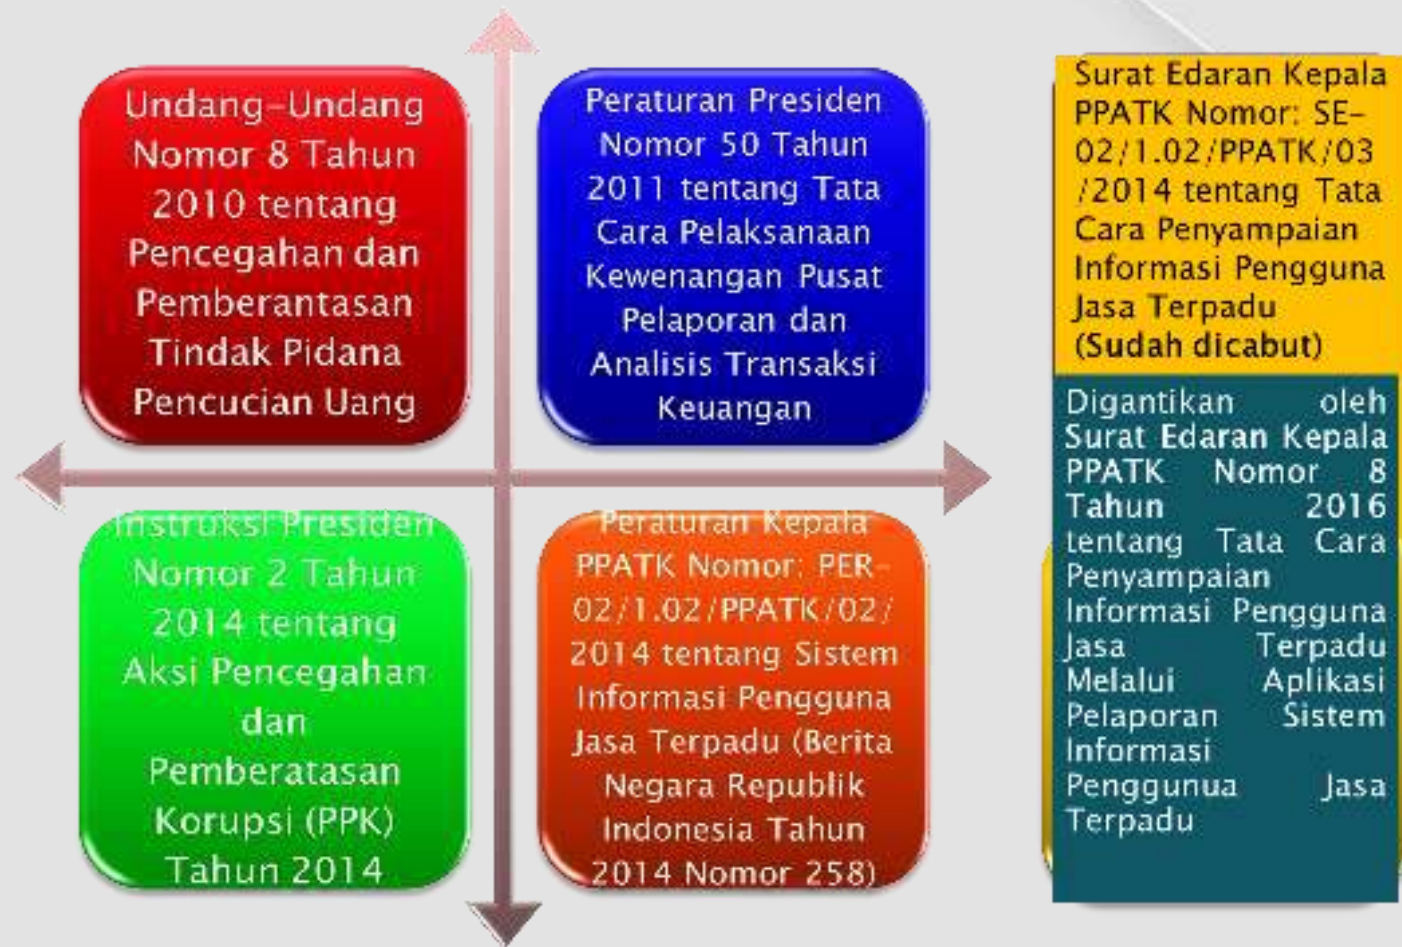 Undang-Undang
Nomor 8 Tahun
2010 tentang
Pencegahan dan
Pemberantasan
Tindak Pidana
Pencucian Uang
Peraturan Presiden
Nomor 50 Tahun
2011 tentang Tata
Cara Pelaksanaan
Kewenangan Pusat
Pelaporan dan
Analisis Transaksi
Keuangan
Instruksi Presiden
Nomor 2 Tahun
2014 tentang
Aksi Pencegahan
dan
Pemberatasan
Korupsi (PPK)
Tahun 2014
Peraturan Kepala
PPATK Nomor: PER-
02/1.02/PPATK/02/
2014 tentang Sistem
Informasi Pengguna
Jasa Terpadu (Berita
Negara Republik
Indonesia Tahun
2014 Nomor 258)
Surat Edaran Kepala
PPATK Nomor: SE-
02/1.02/PPATK/03
/2014 tentang Tata
Cara Penyampaian
Informasi Pengguna
Jasa Terpadu
(Sudah dicabut)
Digantikan oleh
Surat Edaran Kepala
PPATK Nomor 8
Tahun 2016
tentang Tata Cara
Penyampaian
Informasi Pengguna
Jasa Terpadu
Melalui Aplikasi
Pelaporan Sistem
Informasi
Penggunua Jasa
Terpadu